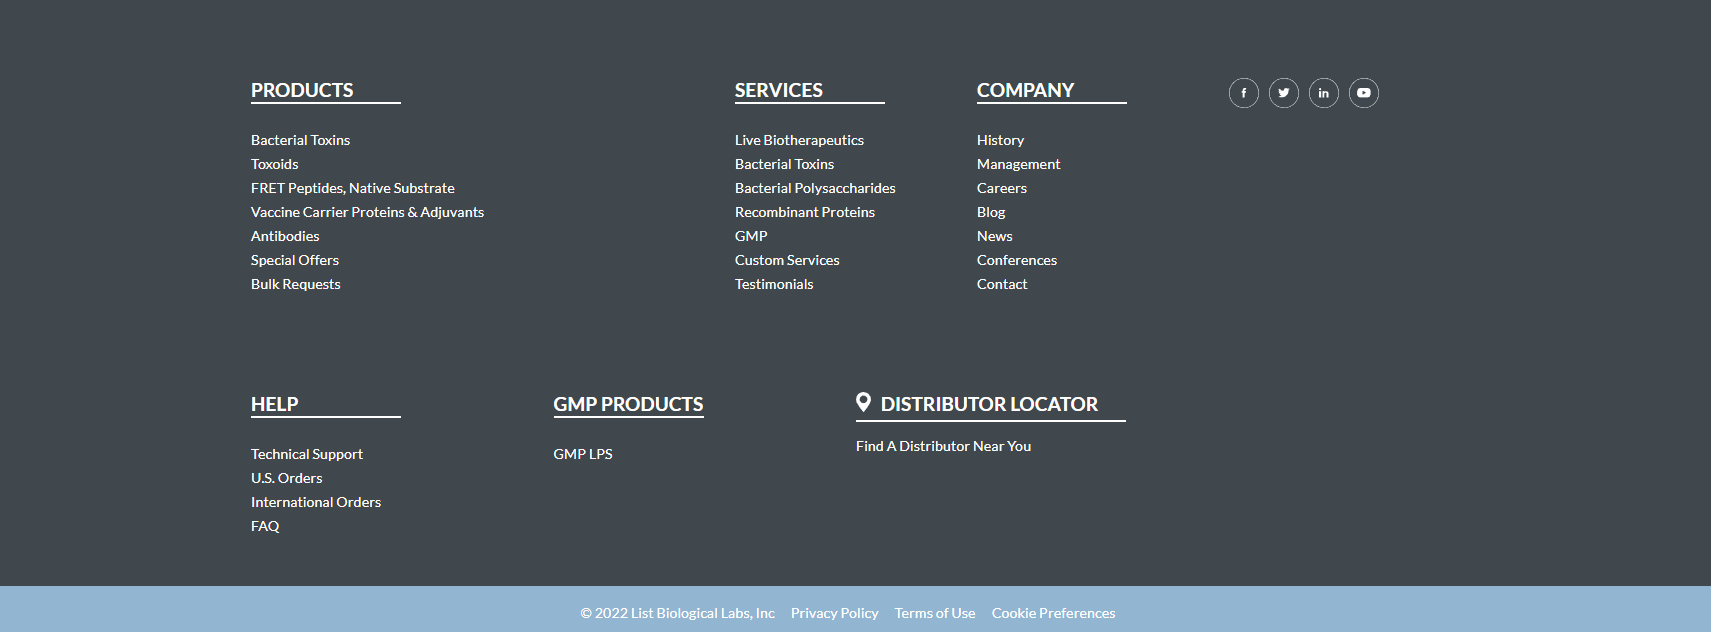 PRODUCTS
Bacterial Toxins
Toxoids
FRET Peptides, Native Substrate
Vaccine Carrier Proteins & Adjuvants
Antibodies
Special Offers
Bulk Requests
SERVICES
Live Biotherapeutics
Bacterial Toxins
Bacterial Polysaccharides
Recombinant Proteins
GMP
Custom Services
Testimonials
COMPANY
History
Management
Careers
Blog
News
Conferences
Contact
HELP
Technical Support
U.S. Orders
International Orders
FAQ
GMP PRODUCTS
GMP LPS
DISTRIBUTOR LOCATOR
Find A Distributor Near You
© 2022 List Biological Labs, Inc Privacy Policy Terms of Use Cookie Preferences